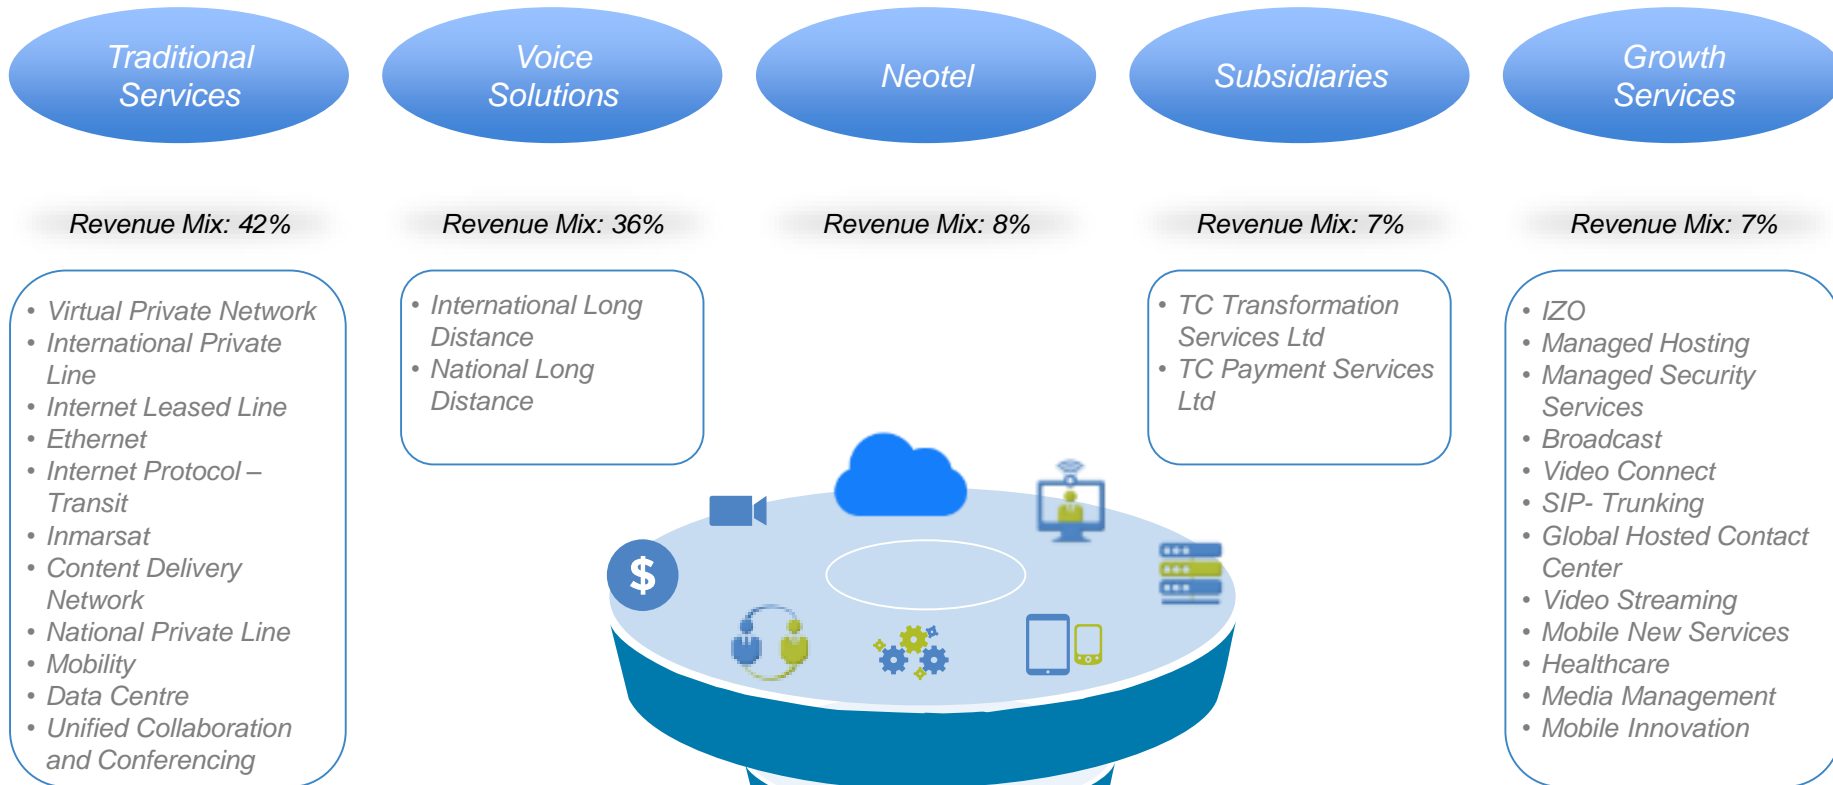 Traditional
Services
Voice
Solutions
Neotel
Subsidiaries
Growth
Services
Revenue Mix: 42%
Revenue Mix: 36%
Revenue Mix: 8%
Revenue Mix: 7%
Revenue Mix: 7%
• Virtual Private Network
• International Private
Line
• Internet Leased Line
• Ethernet
• Internet Protocol –
Transit
• Inmarsat
• Content Delivery
Network
• National Private Line
• Mobility
• Data Centre
• Unified Collaboration
and Conferencing
• International Long
Distance
• National Long
Distance
• TC Transformation
Services Ltd
• TC Payment Services
Ltd
• IZO
• Managed Hosting
• Managed Security
Services
• Broadcast
• Video Connect
• SIP- Trunking
• Global Hosted Contact
Center
• Video Streaming
• Mobile New Services
• Healthcare
• Media Management
• Mobile Innovation
$